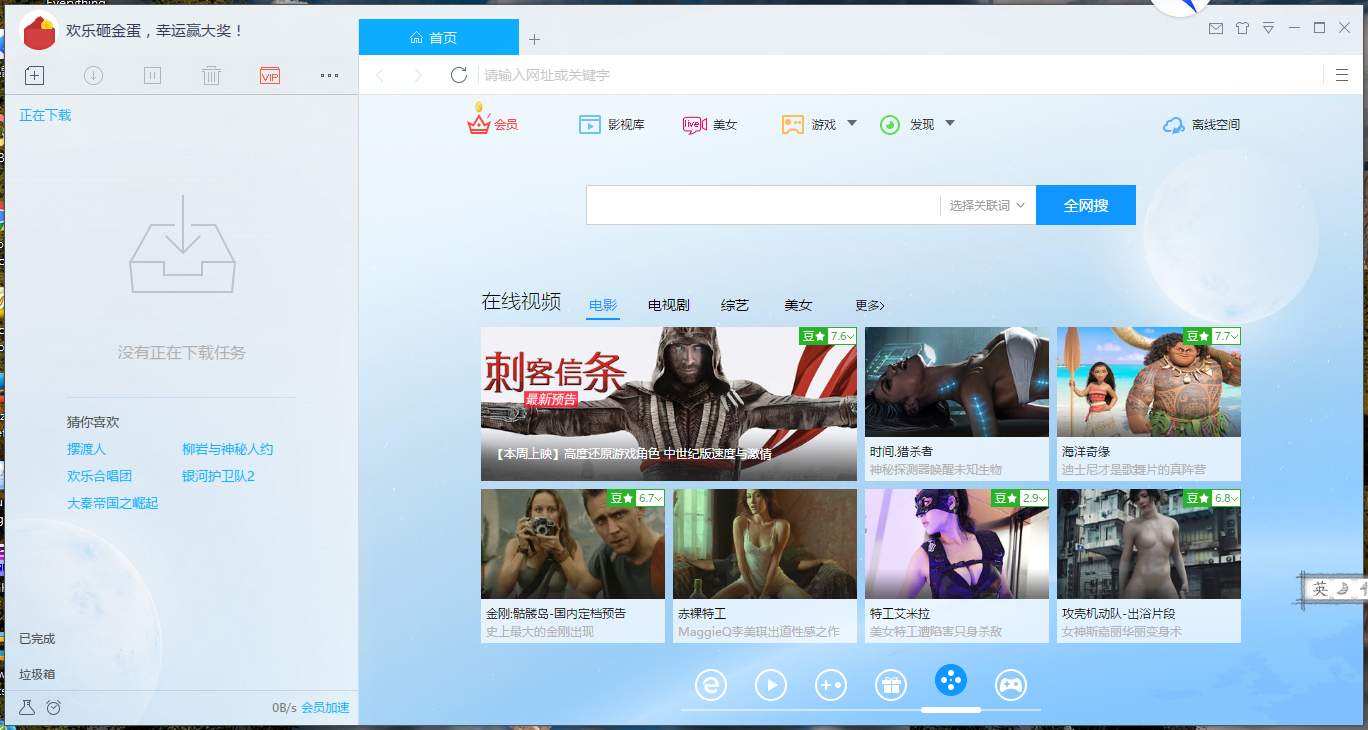 Everything
欢乐砸金蛋，幸运赢大奖！
首页
VIP
请输入网址或关键字
正在下载
会员
影视库
live
美女
游戏
发现
离线空间
选择关联词
全网搜
在线视频
电影
电视剧
综艺
美女
更多>
没有正在下载任务
猜你喜欢
摆渡人
柳岩与神秘人约
欢乐合唱团
银河护卫队2
大秦帝国之崛起
豆★ 7.6
刺客信条
最新预告
【本周上映】高度还原游戏角色 中世纪版速度与激情
时间.猎杀者
神秘探测器唤醒未知生物
豆★ 7.7
海洋奇缘
迪士尼才是歌舞片的真阵营
豆★ 6.7
金刚:骷髅岛-国内定档预告
史上最大的金刚出现
赤裸特工
MaggieQ李美琪出道性感之作
豆★ 2.9
特工艾米拉
美女特工遭陷害只身杀敌
豆★ 6.8
攻壳机动队-出浴片段
女神斯嘉丽华丽变身术
英
已完成
垃圾箱
0B/s 会员加速